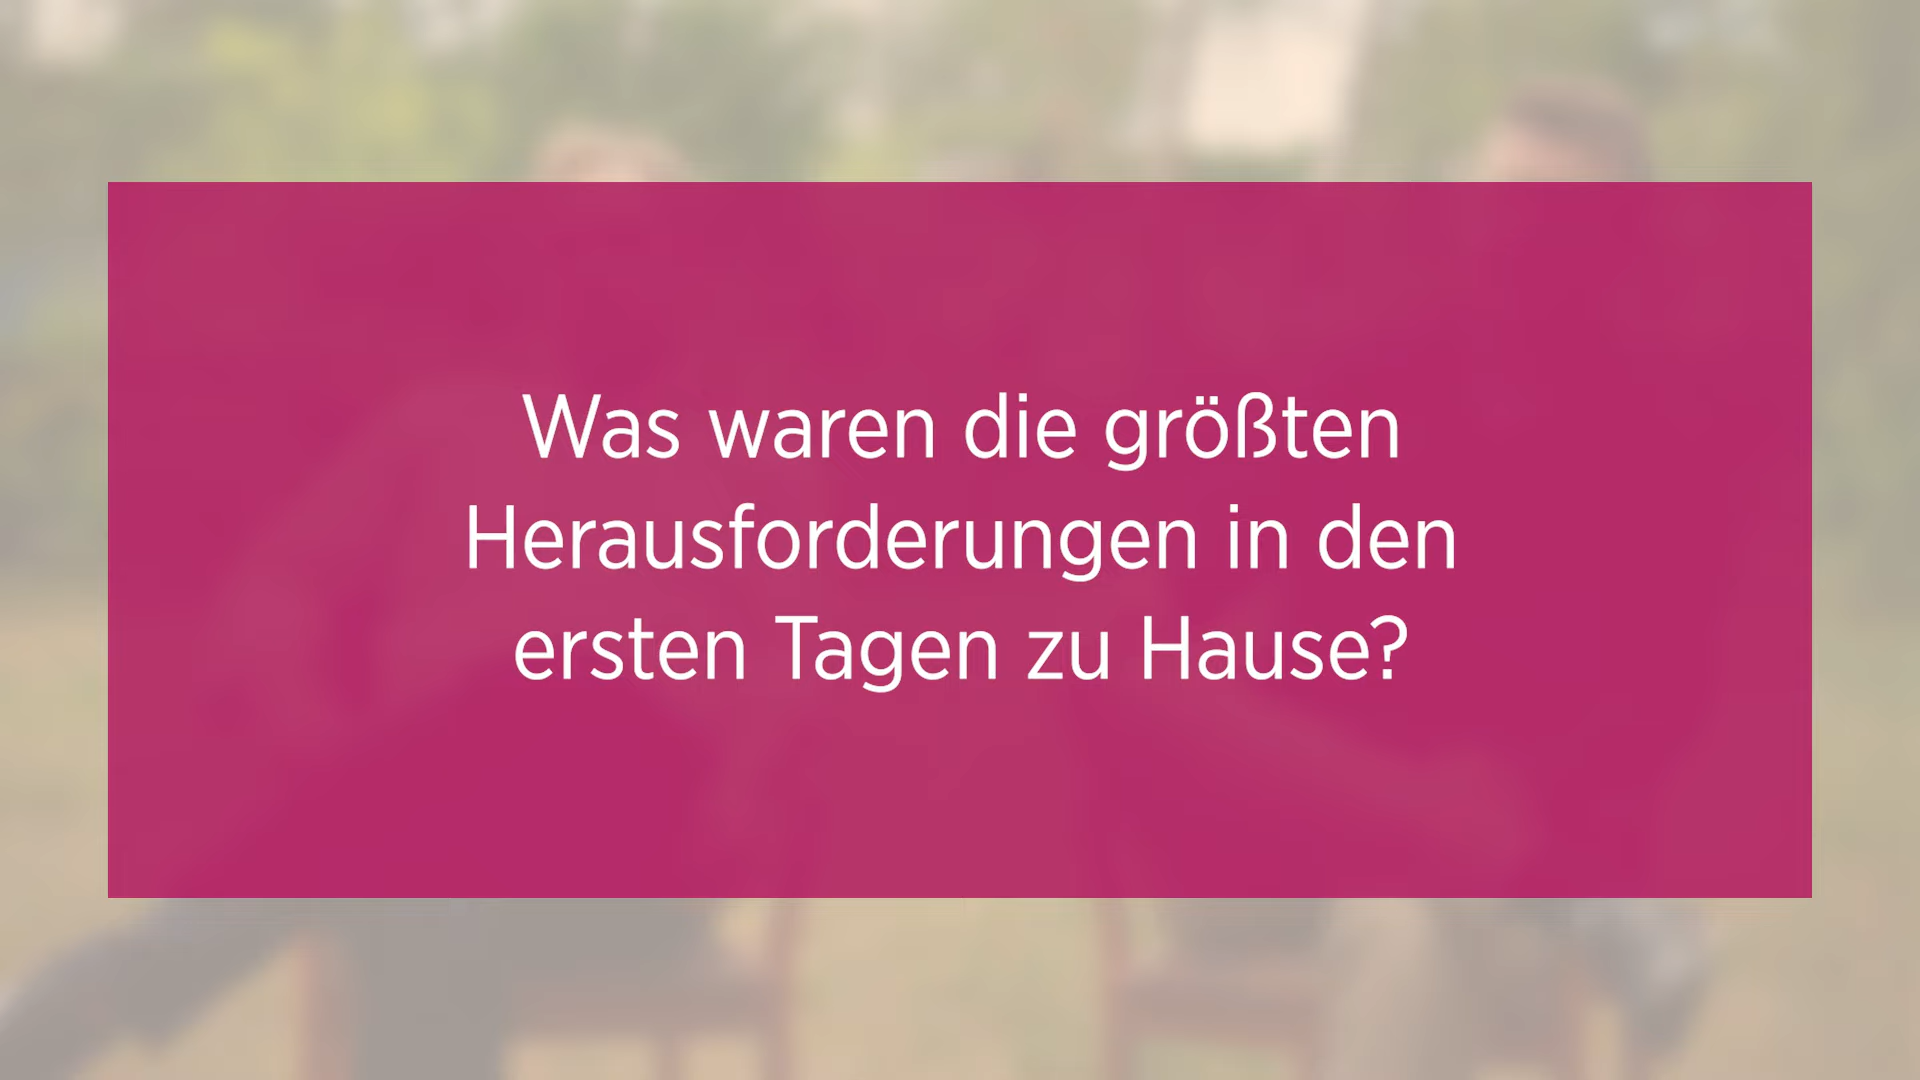 Was waren die größten
Herausforderungen in den
ersten Tagen zu Hause?